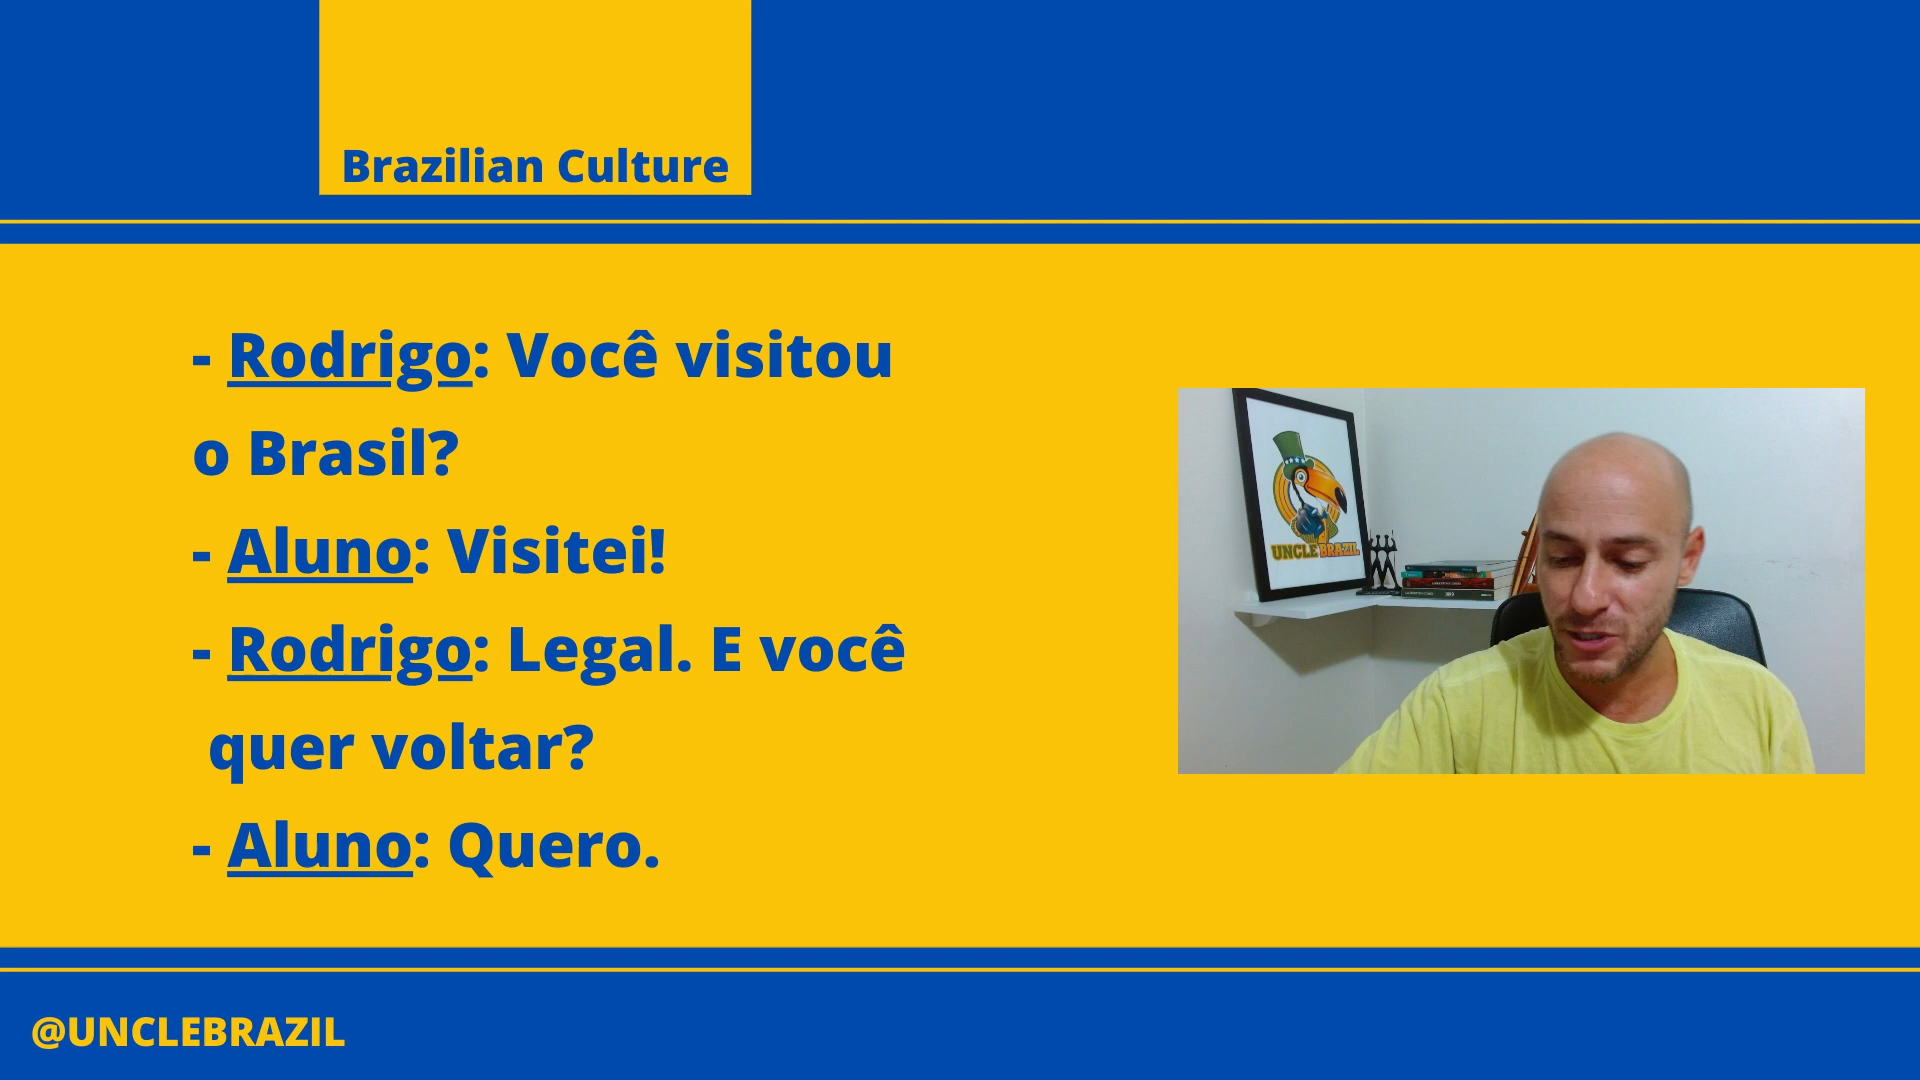 Brazilian Culture
- Rodrigo: Você visitou
o Brasil?
- Aluno: Visitei!
- Rodrigo: Legal. E você
quer voltar?
- Aluno: Quero.
UNCLE BRAZIL
@UNCLEBRAZIL